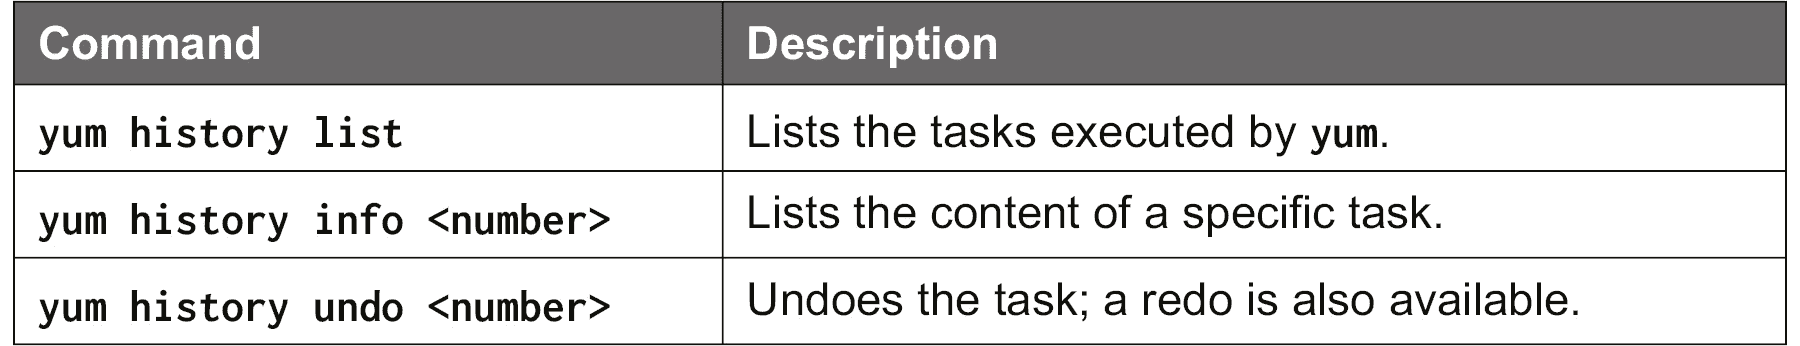 Command Description
yum history list Lists the tasks executed by yum.
yum history info <number> Lists the content of a specific task.
yum history undo <number> Undoes the task; a redo is also available.